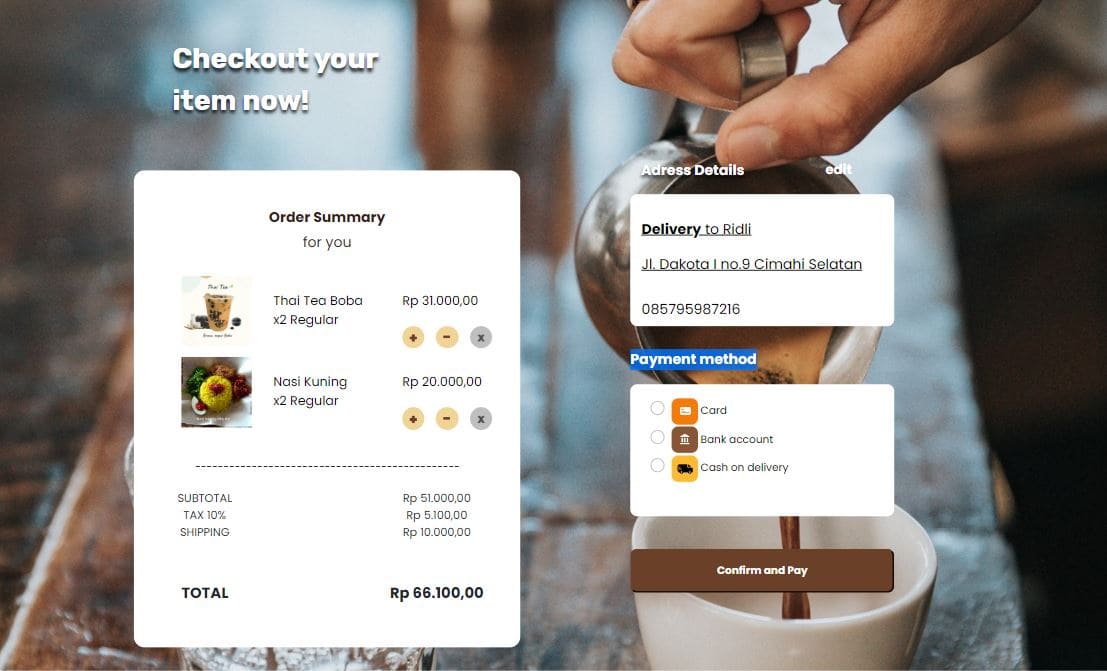 Checkout your
item now!
Order Summary
for you
Thai Tea Boba
x2 Regular
Rp 31.000,00
+ - x
Nasi Kuning
x2 Regular
Rp 20.000,00
+ - x
SUBTOTAL Rp 51.000,00
TAX 10% Rp 5.100,00
SHIPPING Rp 10.000,00
TOTAL Rp 66.100,00
Adress Details edit
Delivery to Ridli
Jl. Dakota I no.9 Cimahi Selatan
085795987216
Payment method
Card
Bank account
Cash on delivery
Confirm and Pay